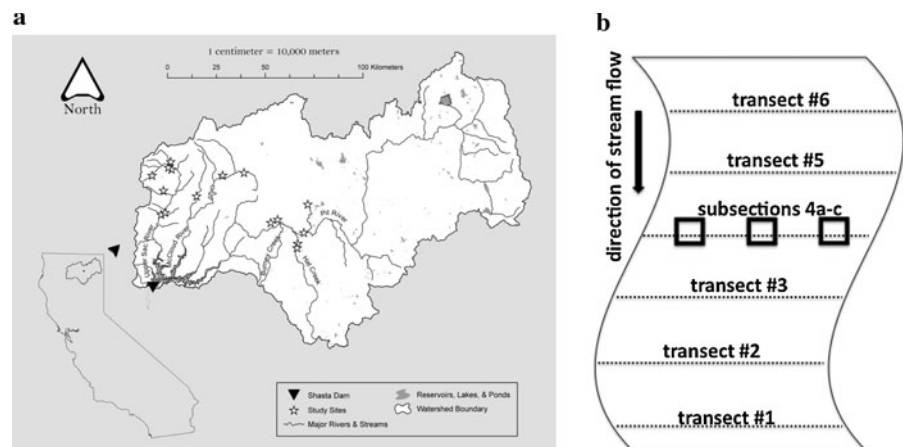 a
1 centimeter = 10,000 meters
0 25 50 100 Kilometers
North
Pit River
Hat Creek
Shasta Dam
Study Sites
Major Rivers & Streams
Reservoirs, Lakes, & Ponds
Watershed Boundary
b
direction of stream flow
transect #6
transect #5
subsections 4a-c
transect #3
transect #2
transect #1